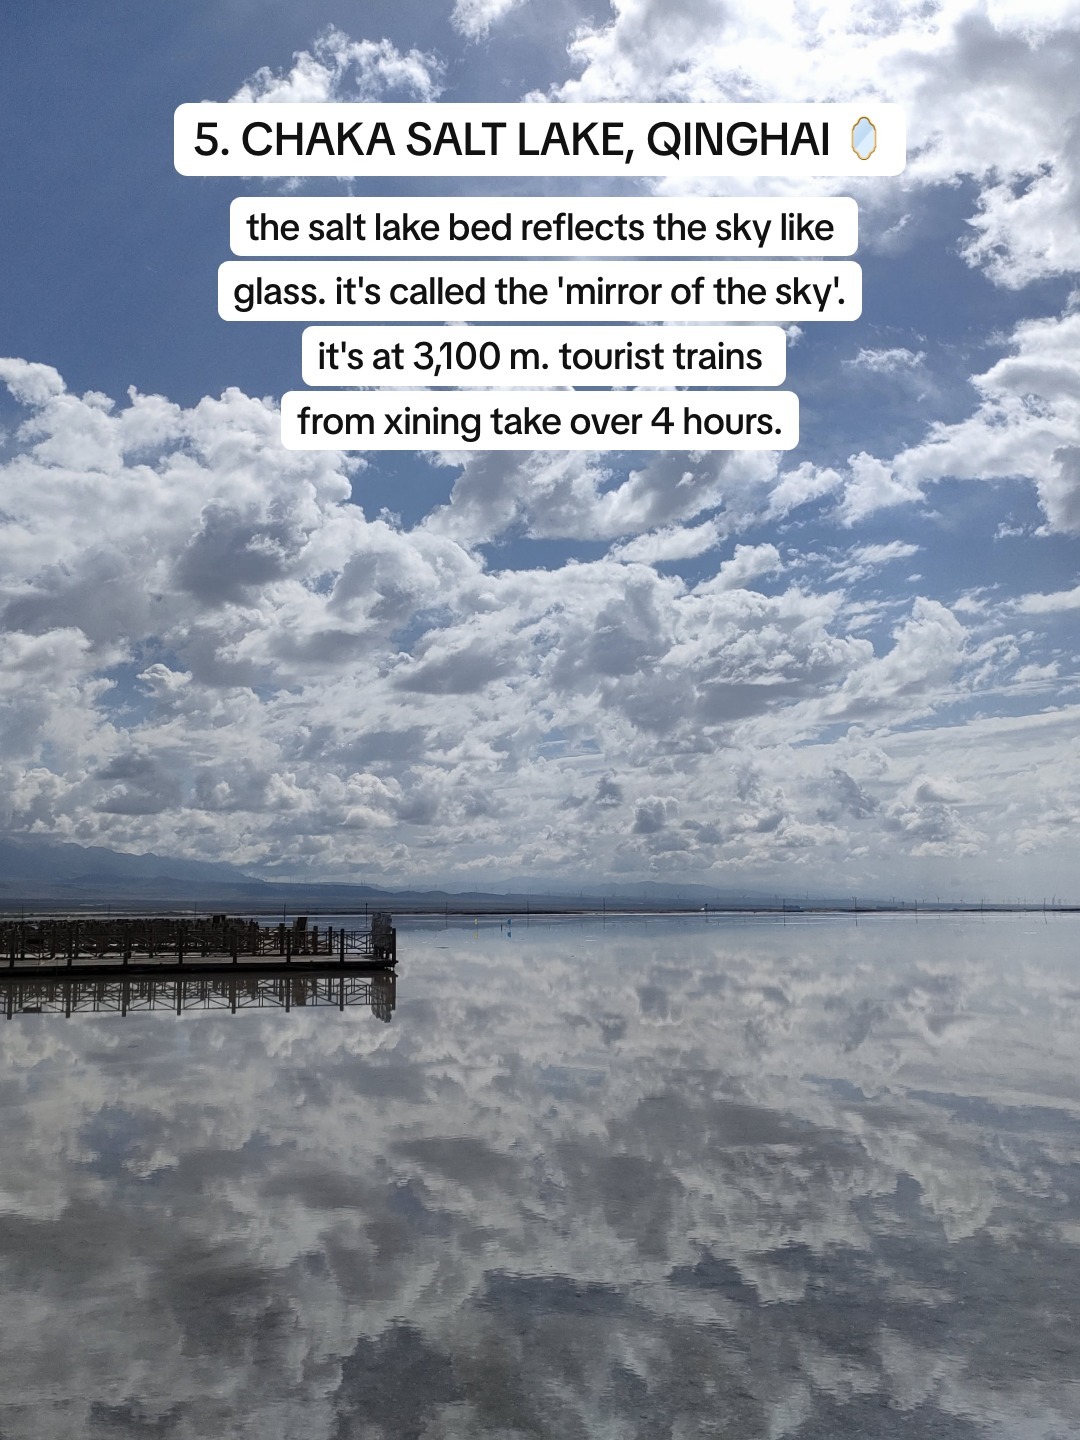 5. CHAKA SALT LAKE, QINGHAI 🪞
the salt lake bed reflects the sky like
glass. it's called the 'mirror of the sky'.
it's at 3,100 m. tourist trains
from xining take over 4 hours.